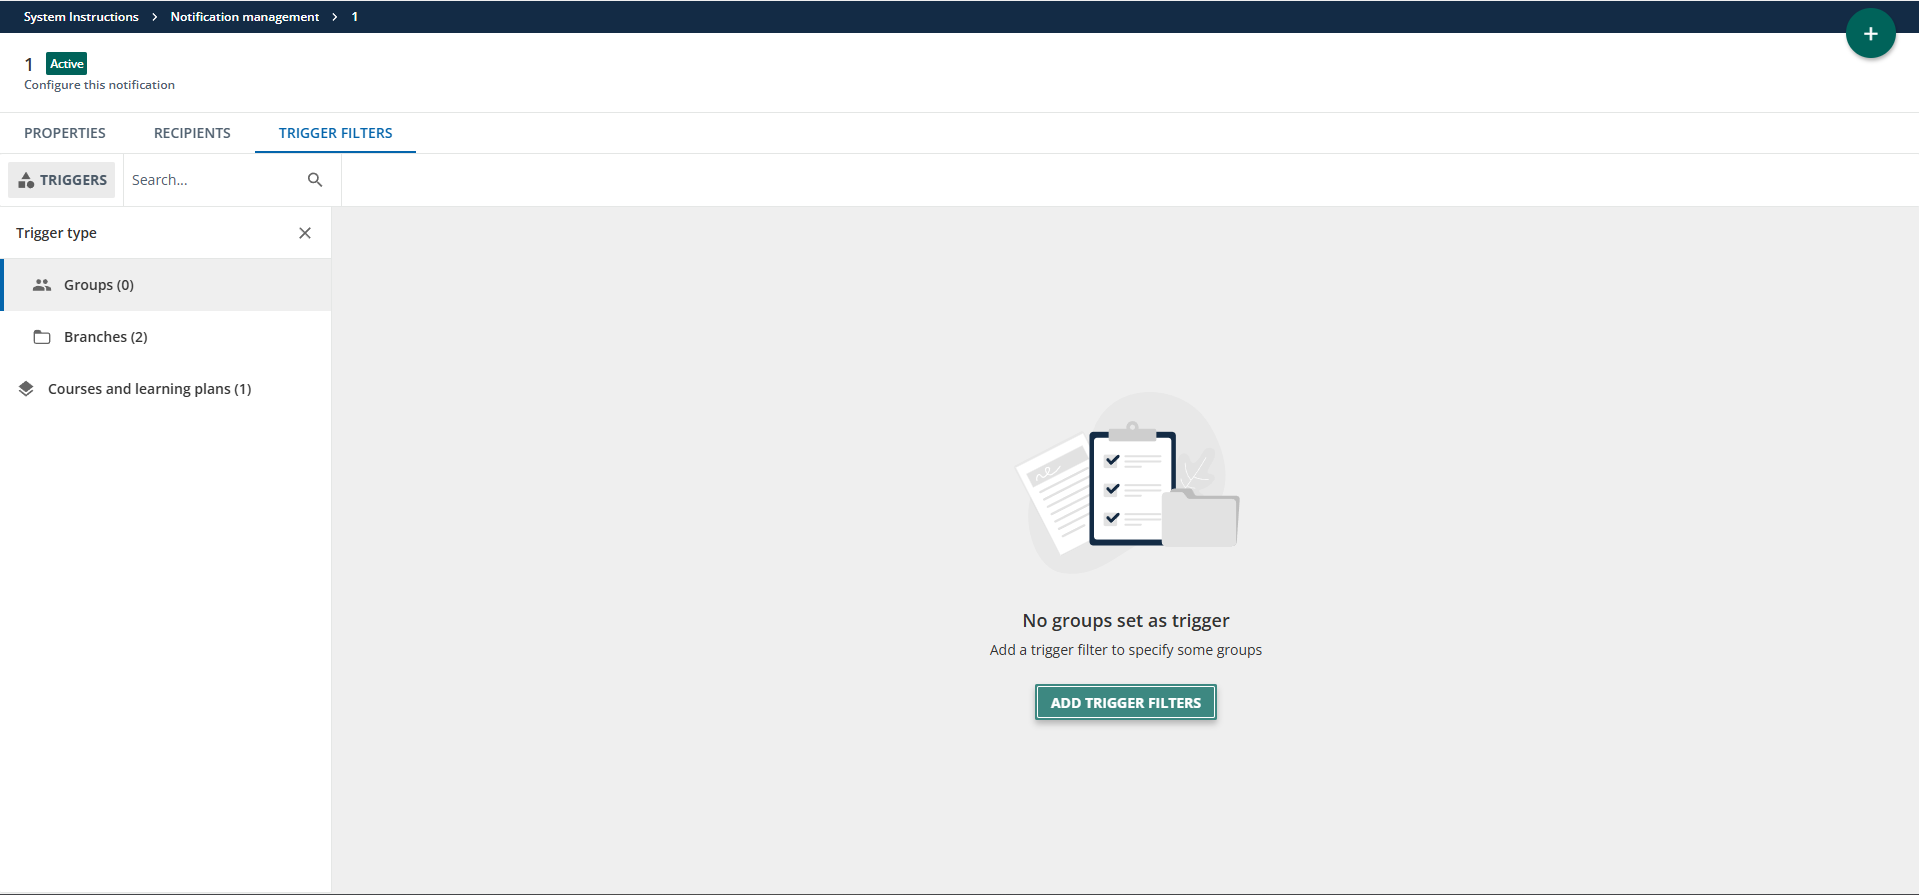 System Instructions > Notification management > 1
1 Active
Configure this notification
PROPERTIES RECIPIENTS TRIGGER FILTERS
TRIGGERS Search...
Trigger type
Groups (0)
Branches (2)
Courses and learning plans (1)
No groups set as trigger
Add a trigger filter to specify some groups
ADD TRIGGER FILTERS